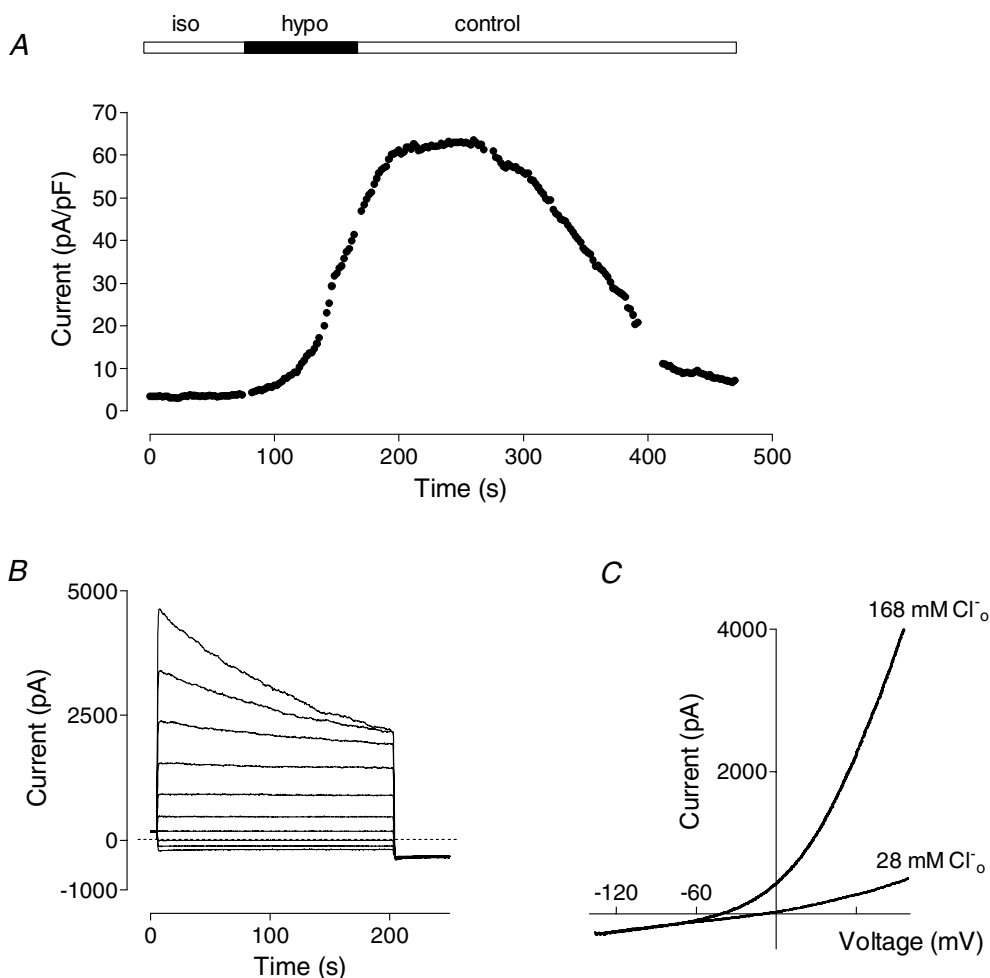 A
iso hypo control
70
60
50
40
30
20
10
0
Current (pA/pF)
0 100 200 300 400 500
Time (s)
B
5000
2500
0
-1000
Current (pA)
0 100 200
Time (s)
C
168 mM Cl⁻ₒ
4000
2000
Current (pA)
28 mM Cl⁻ₒ
-120 -60
Voltage (mV)